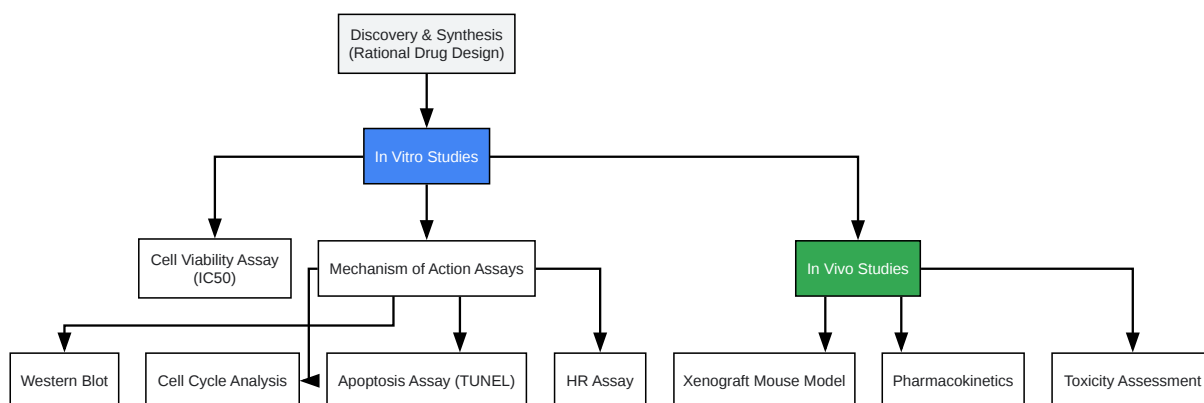 Discovery & Synthesis
(Rational Drug Design)
In Vitro Studies
Cell Viability Assay
(IC50)
Mechanism of Action Assays
In Vivo Studies
Western Blot
Cell Cycle Analysis
Apoptosis Assay (TUNEL)
HR Assay
Xenograft Mouse Model
Pharmacokinetics
Toxicity Assessment